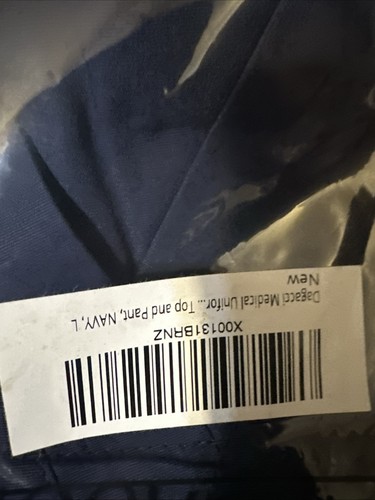 X00131BRNZ
Dagacci Medical Unifor... Top and Pant, NAVY, L
New